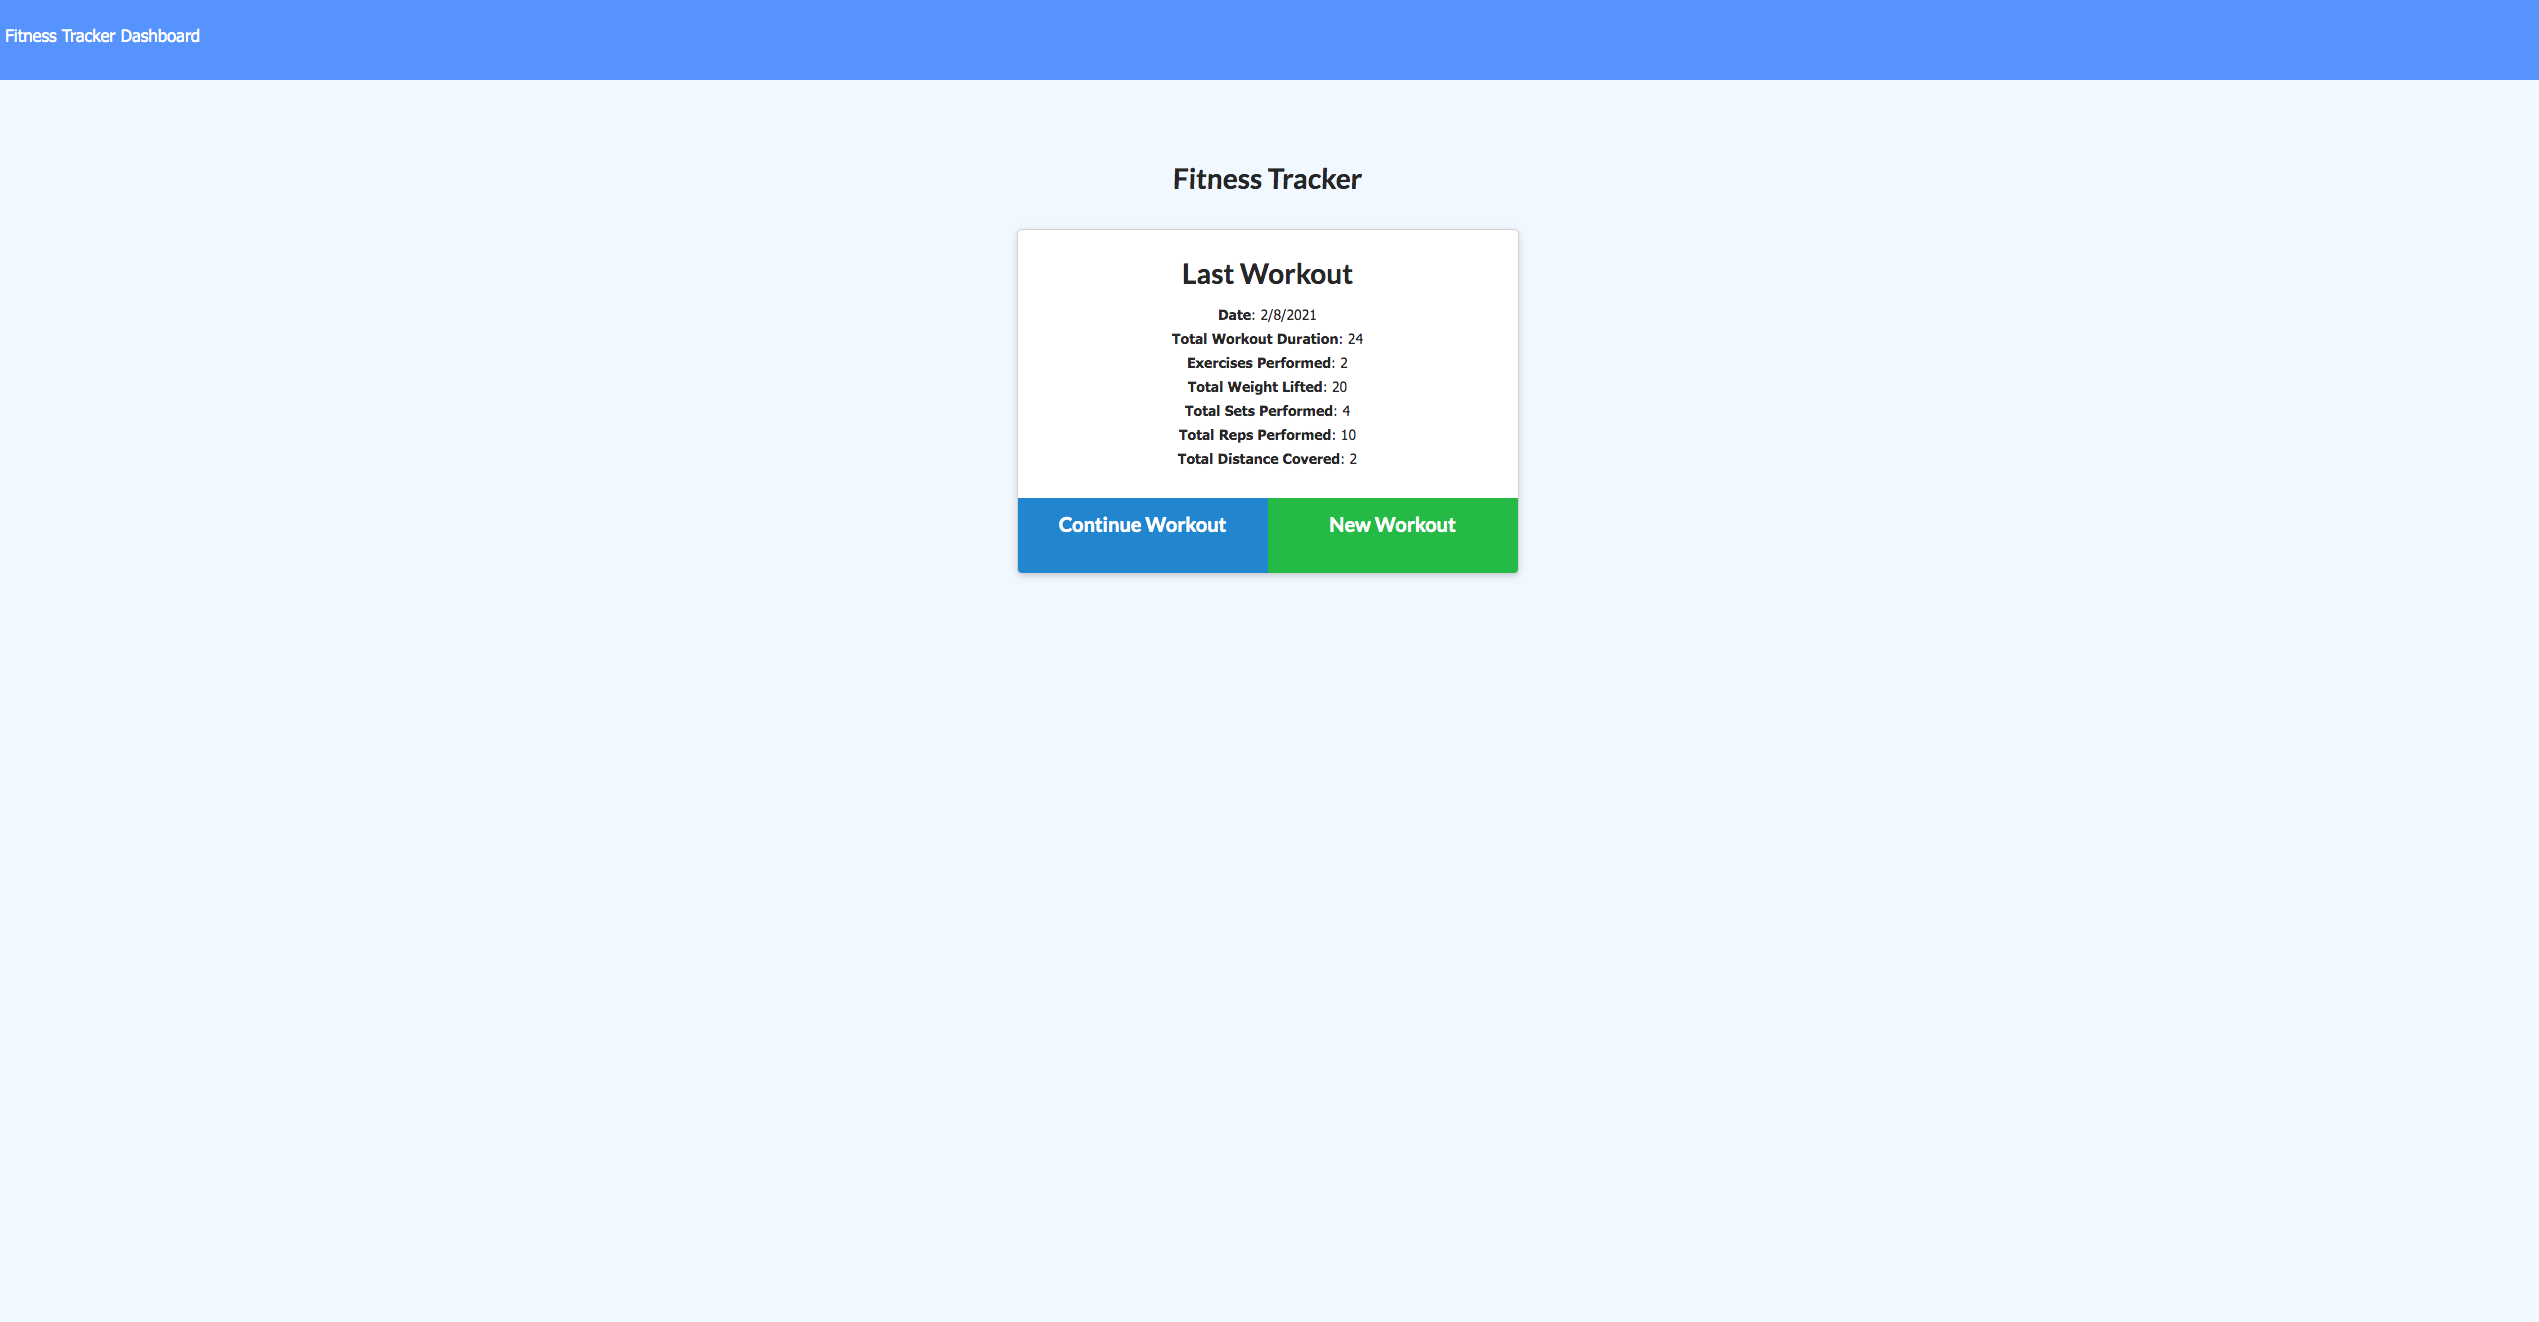 Fitness Tracker Dashboard
Fitness Tracker
Last Workout
Date: 2/8/2021
Total Workout Duration: 24
Exercises Performed: 2
Total Weight Lifted: 20
Total Sets Performed: 4
Total Reps Performed: 10
Total Distance Covered: 2
Continue Workout
New Workout